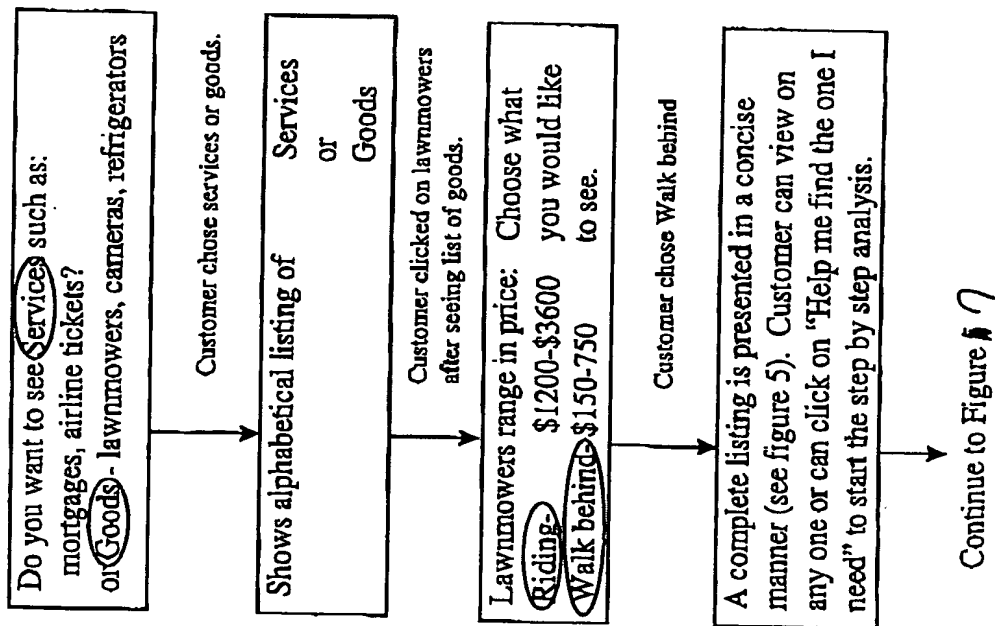 Do you want to see Services such as:
mortgages, airline tickets?
or Goods - lawnmowers, cameras, refrigerators
Customer chose services or goods.
Shows alphabetical listing of Services
or
Goods
Customer clicked on lawnmowers
after seeing list of goods.
Lawnmowers range in price: Choose what
Riding- $1200-$3600 you would like
Walk behind-$150-750 to see.
Customer chose Walk behind
A complete listing is presented in a concise
manner (see figure 5). Customer can view on
any one or can click on "Help me find the one I
need" to start the step by step analysis.
Continue to Figure 7